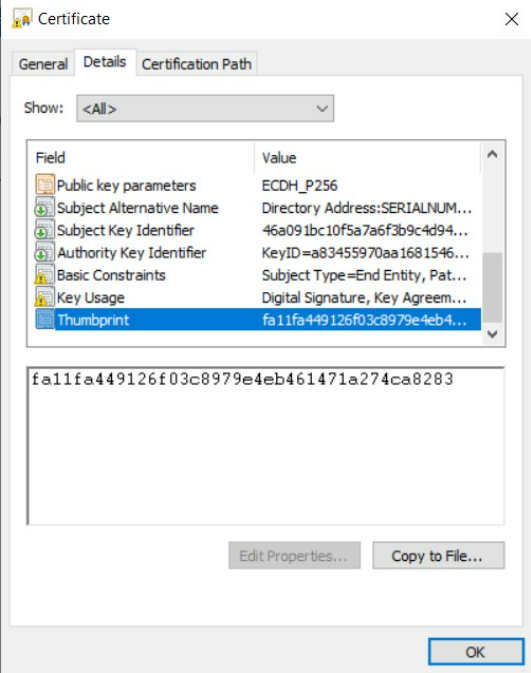 Certificate
General Details Certification Path
Show: <All>
Field Value
Public key parameters ECDH_P256
Subject Alternative Name Directory Address:SERIALNUM...
Subject Key Identifier 46a091bc10f5a7a6f3b9c4d94...
Authority Key Identifier KeyID=a83455970aa1681546...
Basic Constraints Subject Type=End Entity, Pat...
Key Usage Digital Signature, Key Agreem...
Thumbprint fa11fa449126f03c8979e4eb4...
fa11fa449126f03c8979e4eb461471a274ca8283
Edit Properties... Copy to File...
OK